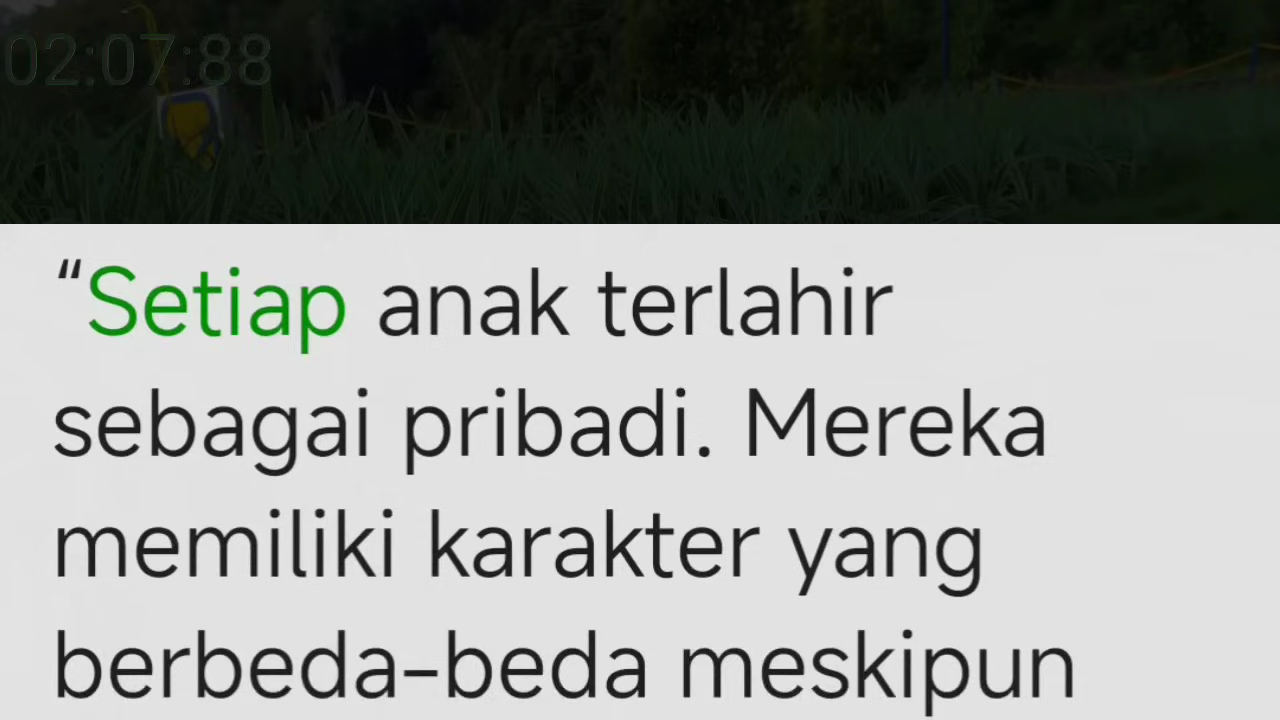 02:07:88
“Setiap anak terlahir
sebagai pribadi. Mereka
memiliki karakter yang
berbeda-beda meskipun